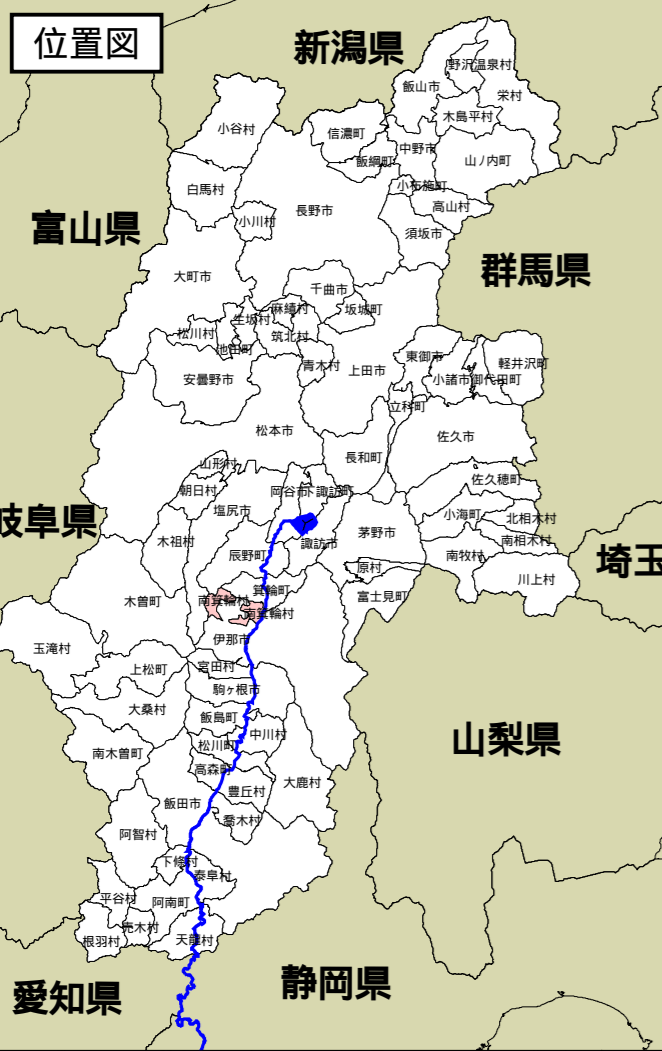 位置図
新潟県
野沢温泉村
飯山市
栄村
木島平村
小谷村
信濃町
中野市
飯綱町
山ノ内町
白馬村
小布施町
高山村
長野市
小川村
富山県
須坂市
群馬県
大町市
千曲市
麻績村
坂城町
生坂村
松川村
筑北村
池田町
青木村
東御市
軽井沢町
上田市
安曇野市
小諸市
御代田町
立科町
松本市
佐久市
長和町
山形村
佐久穂町
朝日村
岡谷市
下諏訪町
塩尻市
小海町
北相木村
岐阜県
茅野市
木祖村
諏訪市
南相木村
辰野町
南牧村
埼玉
原村
川上村
箕輪町
富士見町
木曽町
南箕輪村
南箕輪村
伊那市
玉滝村
宮田村
上松町
駒ヶ根市
大桑村
飯島町
中川村
山梨県
松川町
南木曽町
高森町
大鹿村
豊丘村
飯田市
喬木村
阿智村
下條村
泰阜村
平谷村
阿南町
売木村
根羽村
天龍村
静岡県
愛知県